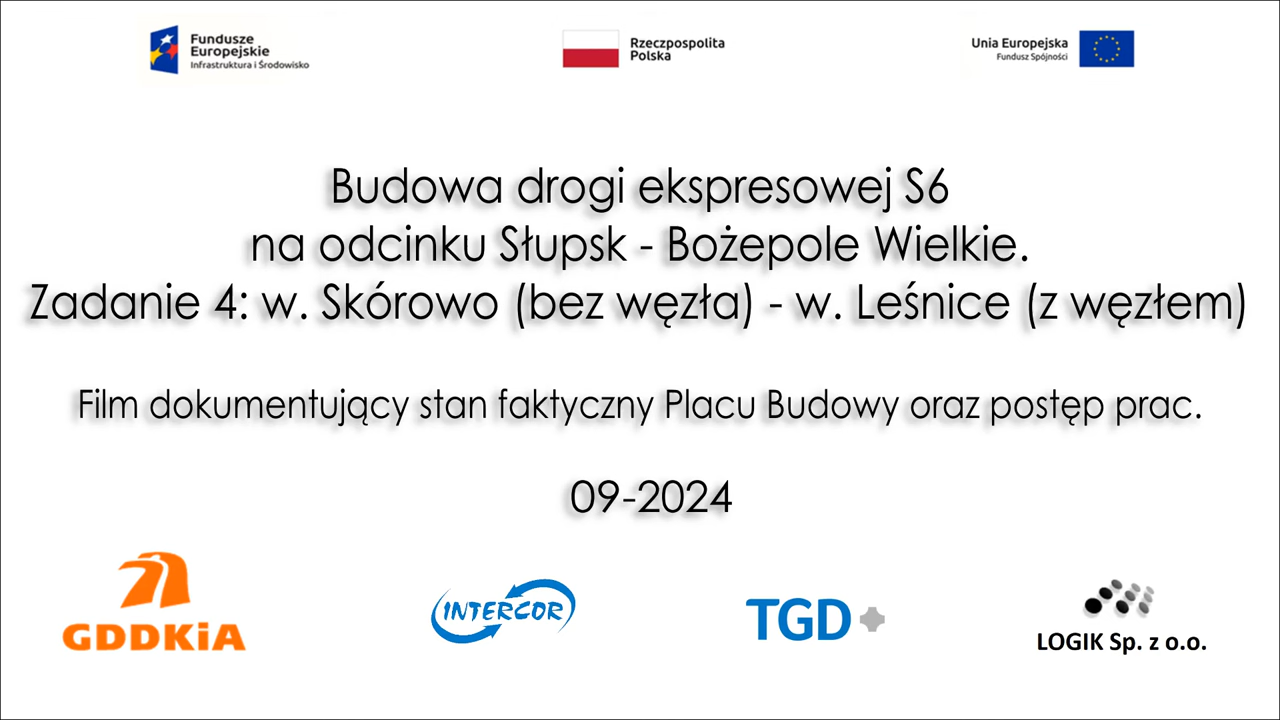 Fundusze
Europejskie
Infrastruktura i Środowisko
Rzeczpospolita
Polska
Unia Europejska
Fundusz Spójności
Budowa drogi ekspresowej S6
na odcinku Słupsk - Bożepole Wielkie.
Zadanie 4: w. Skórowo (bez węzła) - w. Leśnice (z węzłem)
Film dokumentujący stan faktyczny Placu Budowy oraz postęp prac.
09-2024
GDDKiA
INTERCOR
TGD
LOGIK Sp. z o.o.